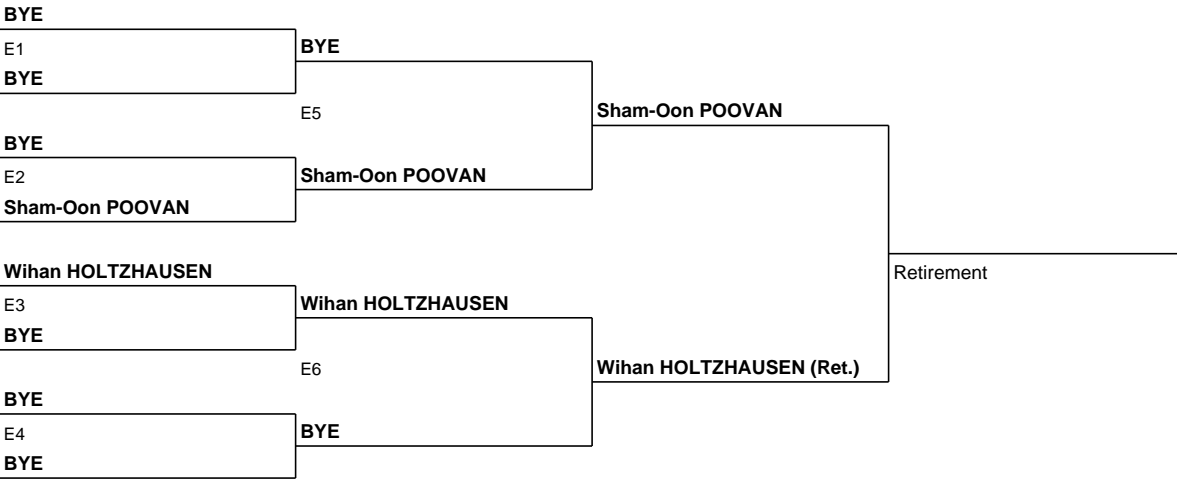 BYE
E1
BYE
BYE
E5
Sham-Oon POOVAN
BYE
E2
Sham-Oon POOVAN
Sham-Oon POOVAN
Wihan HOLTZHAUSEN
Retirement
E3
Wihan HOLTZHAUSEN
BYE
E6
Wihan HOLTZHAUSEN (Ret.)
BYE
E4
BYE
BYE